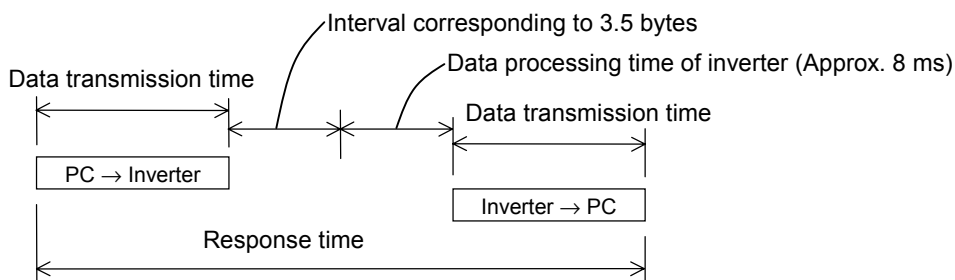 Interval corresponding to 3.5 bytes
Data processing time of inverter (Approx. 8 ms)
Data transmission time
Data transmission time
PC → Inverter
Inverter → PC
Response time